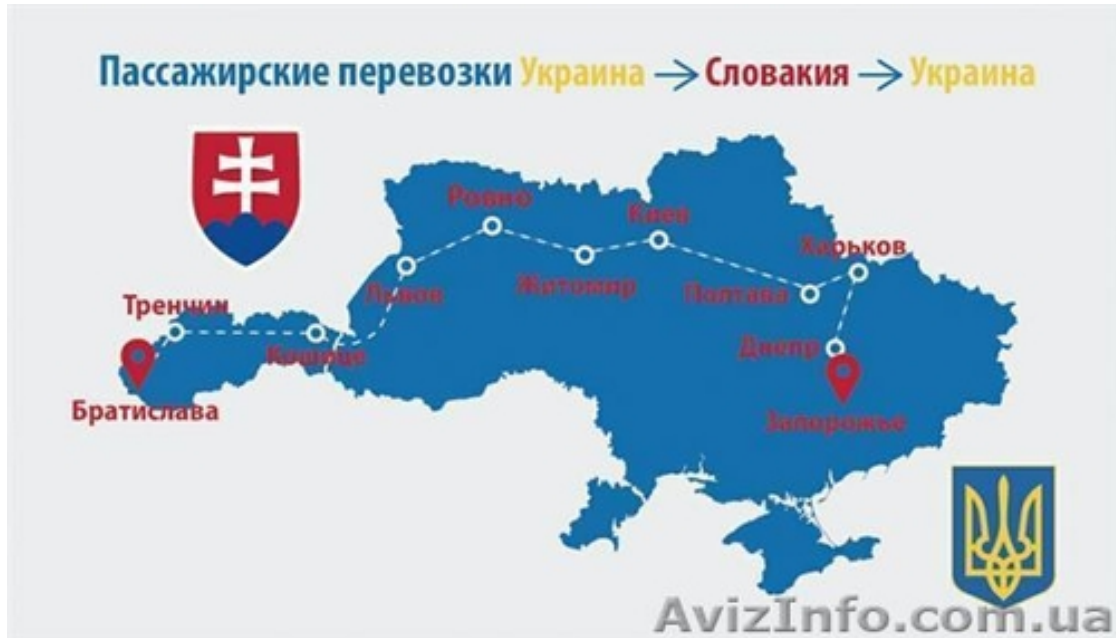 Пассажирские перевозки Украина → Словакия → Украина
Ровно
Киев
Харьков
Львов
Житомир
Полтава
Тренчин
Кошице
Днепр
Братислава
Запорожье
AvizInfo.com.ua